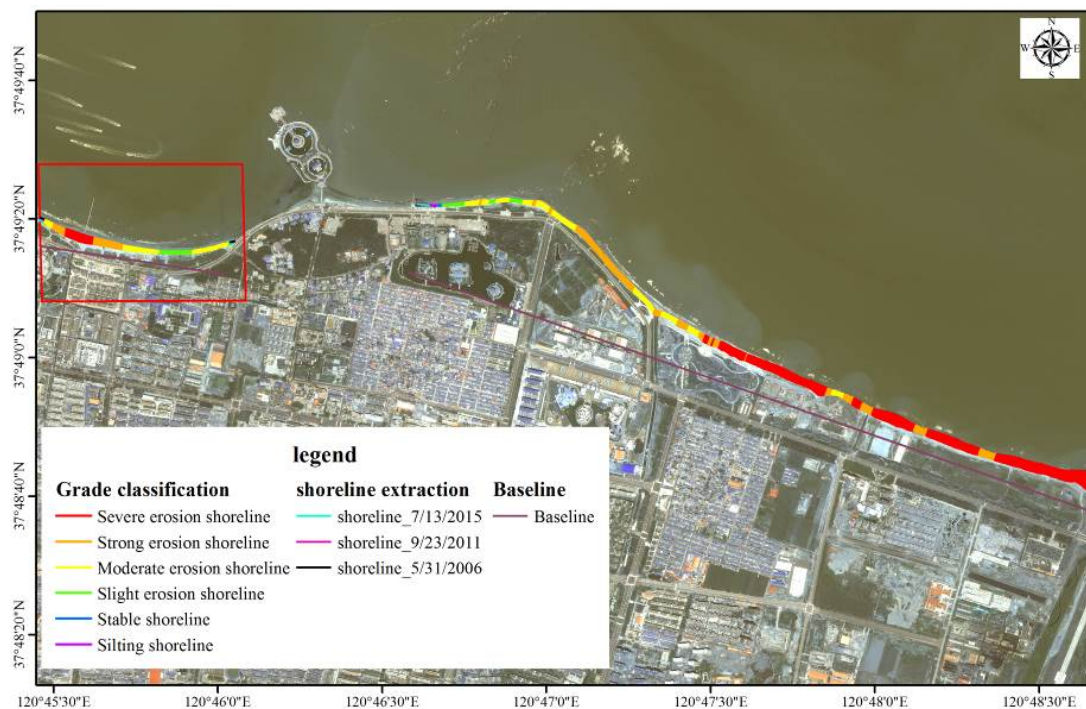 N
W E
S
37°49'40"N
37°49'20"N
37°49'0"N
37°48'40"N
37°48'20"N
legend
Grade classification
Severe erosion shoreline
Strong erosion shoreline
Moderate erosion shoreline
Slight erosion shoreline
Stable shoreline
Silting shoreline
shoreline extraction
shoreline_7/13/2015
shoreline_9/23/2011
shoreline_5/31/2006
Baseline
Baseline
120°45'30"E 120°46'0"E 120°46'30"E 120°47'0"E 120°47'30"E 120°48'0"E 120°48'30"E